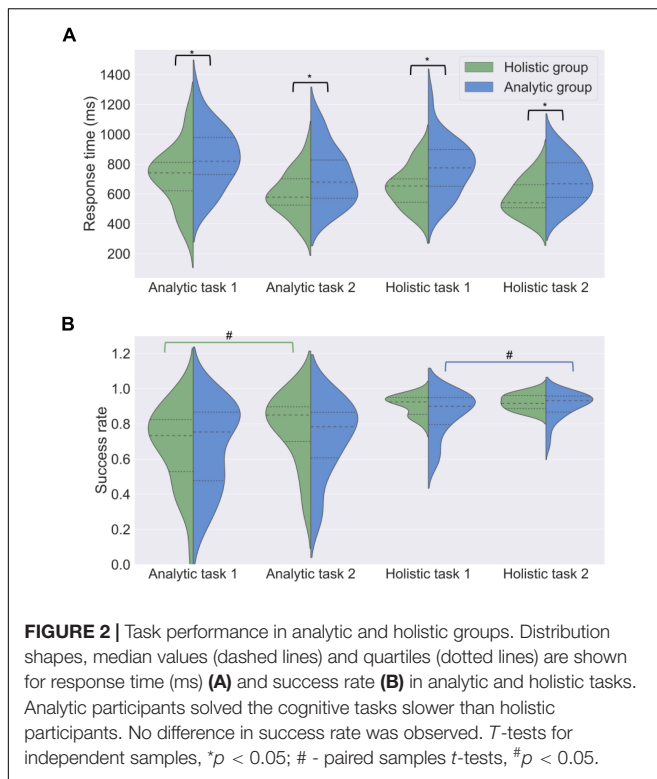 A
*
*
*
*
Holistic group
Analytic group
Response time (ms)
1400
1200
1000
800
600
400
200
Analytic task 1
Analytic task 2
Holistic task 1
Holistic task 2
B
#
#
Success rate
1.2
1.0
0.8
0.6
0.4
0.2
0.0
Analytic task 1
Analytic task 2
Holistic task 1
Holistic task 2
FIGURE 2 | Task performance in analytic and holistic groups. Distribution
shapes, median values (dashed lines) and quartiles (dotted lines) are shown
for response time (ms) (A) and success rate (B) in analytic and holistic tasks.
Analytic participants solved the cognitive tasks slower than holistic
participants. No difference in success rate was observed. T-tests for
independent samples, *p < 0.05; # - paired samples t-tests, #p < 0.05.